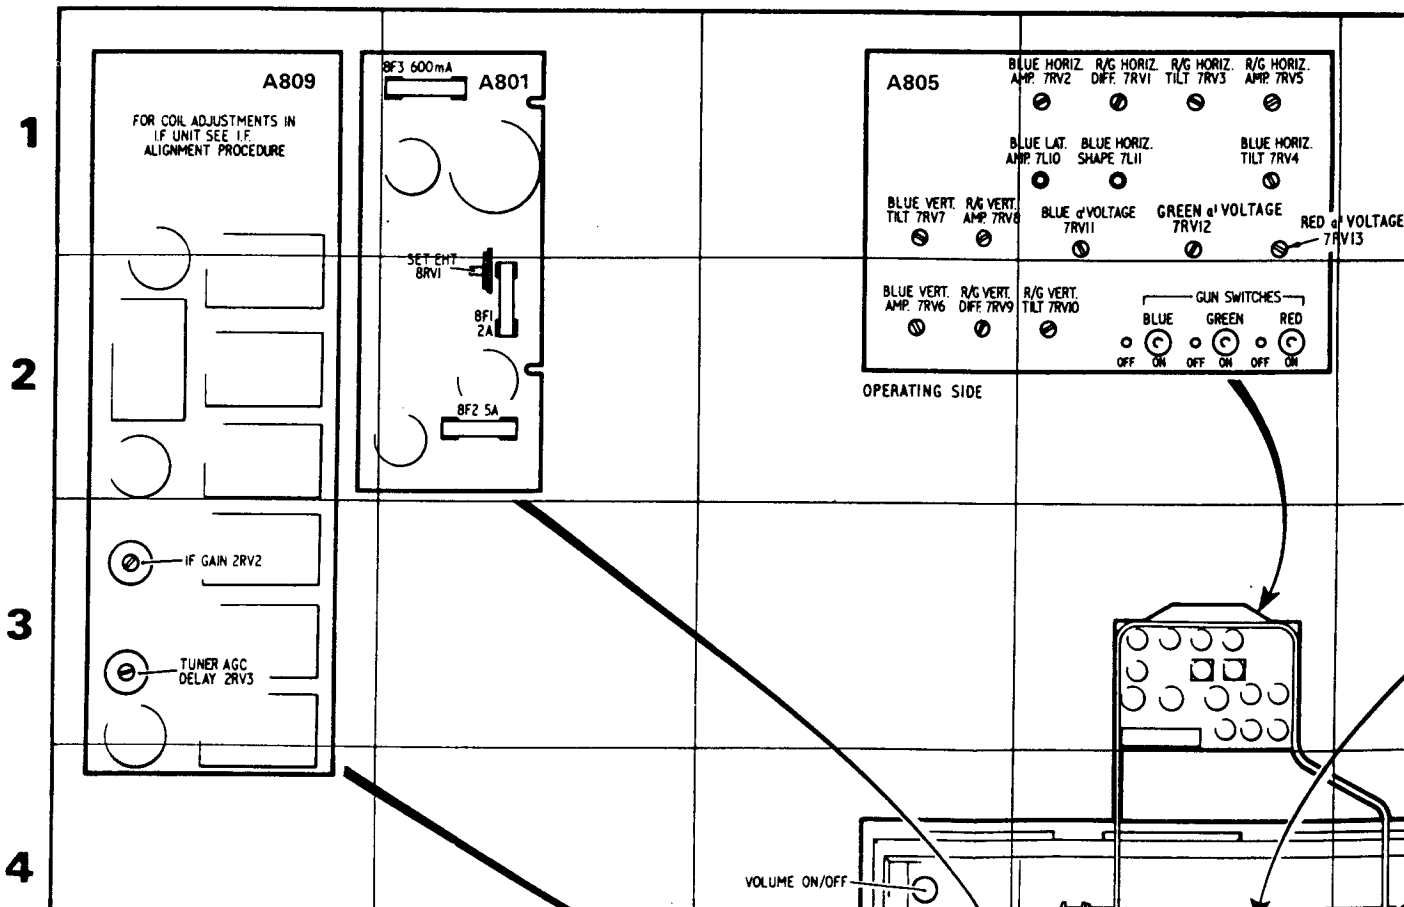 1
2
3
4
A809
FOR COIL ADJUSTMENTS IN
I.F UNIT SEE I.F.
ALIGNMENT PROCEDURE
IF GAIN 2RV2
TUNER AGC
DELAY 2RV3
8F3 600mA
A801
SET EHT
8RV1
8F1
2A
8F2 5A
A805
BLUE HORIZ.
AMP. 7RV2
R/G HORIZ.
DIFF. 7RV1
R/G HORIZ.
TILT 7RV3
R/G HORIZ.
AMP. 7RV5
BLUE LAT.
AMP. 7L10
BLUE HORIZ.
SHAPE 7L11
BLUE HORIZ.
TILT 7RV4
BLUE VERT.
TILT 7RV7
R/G VERT.
AMP. 7RV8
BLUE a' VOLTAGE
7RV11
GREEN a' VOLTAGE
7RV12
RED a' VOLTAGE
7RV13
BLUE VERT.
AMP. 7RV6
R/G VERT.
DIFF. 7RV9
R/G VERT.
TILT 7RV10
GUN SWITCHES
BLUE GREEN RED
OFF ON OFF ON OFF ON
OPERATING SIDE
VOLUME ON/OFF